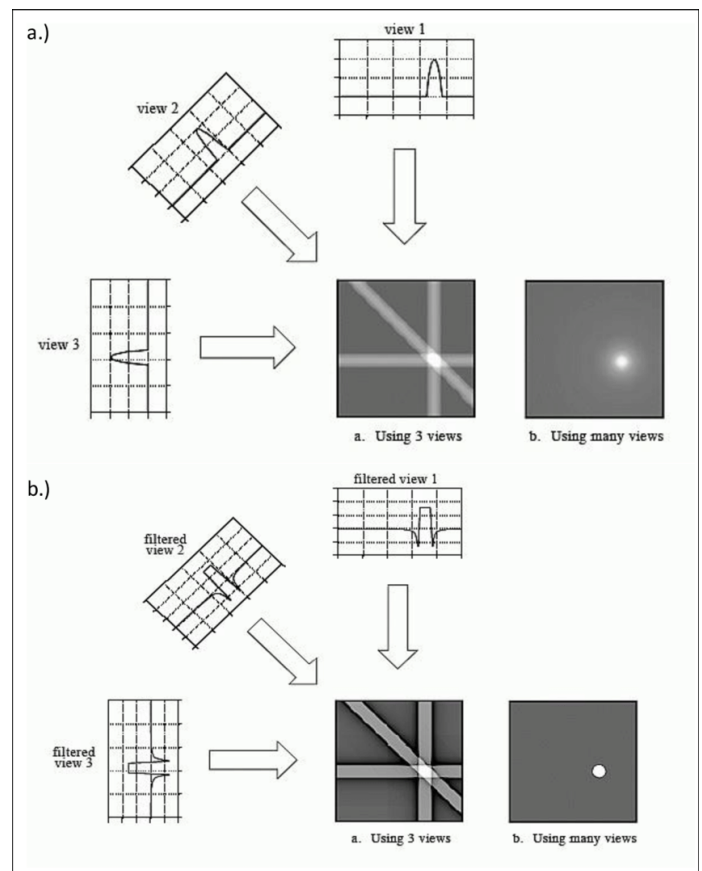 a.)
view 1
view 2
view 3
a. Using 3 views
b. Using many views
b.)
filtered view 1
filtered
view 2
filtered
view 3
a. Using 3 views
b. Using many views